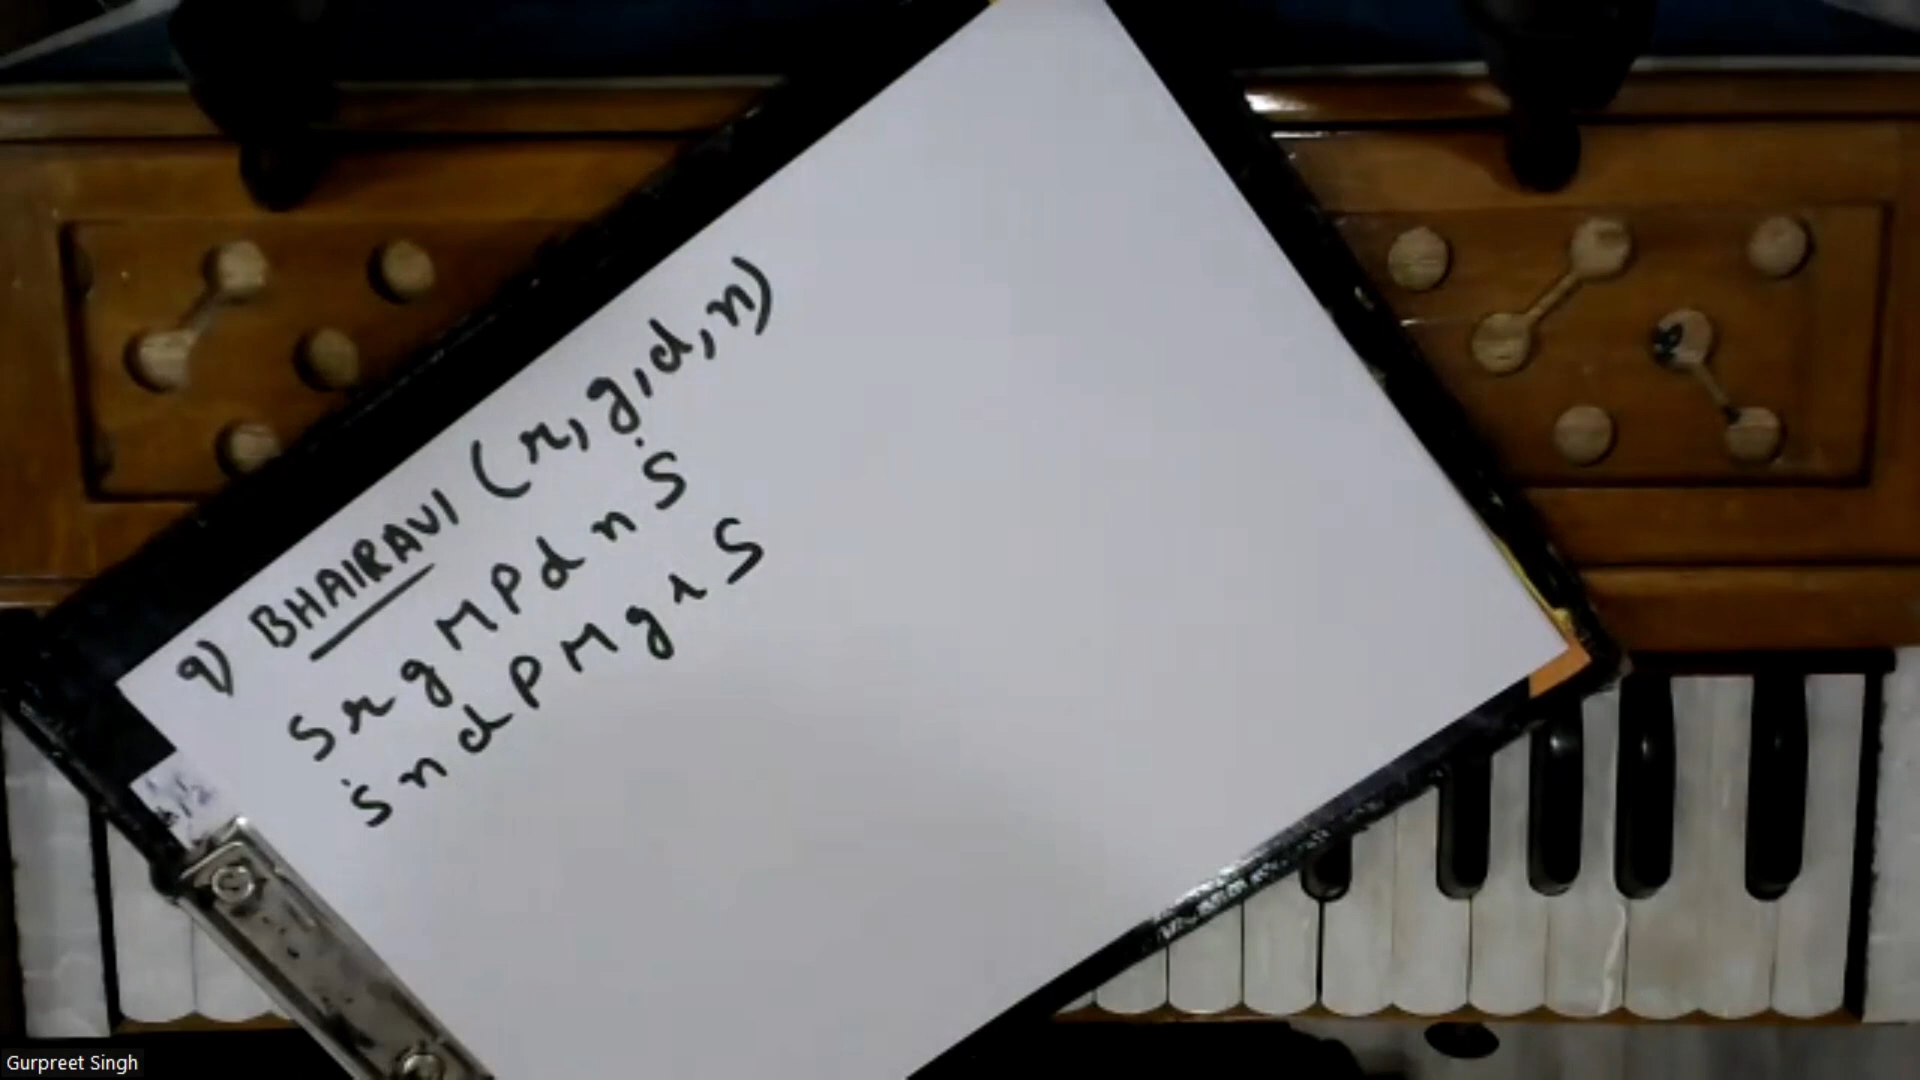 9) BHAIRAVI (r, g, d, n)
S r g M P d n Ṡ
Ṡ n d P M g r S
Gurpreet Singh